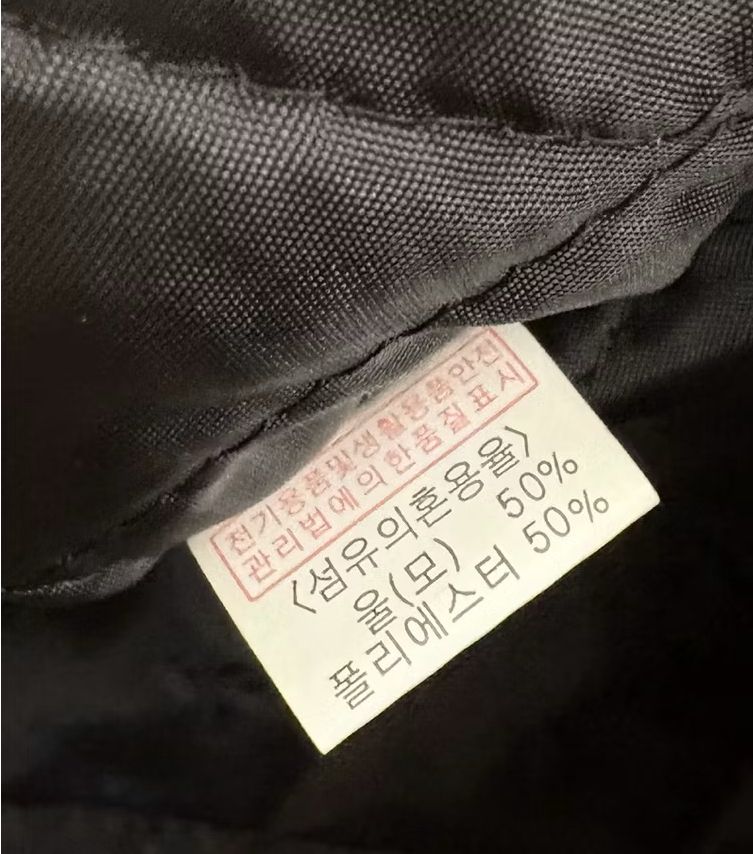 전기용품및생활용품안전
관리법에의한품질표시
<섬유의혼용율>
울(모) 50%
폴리에스터 50%